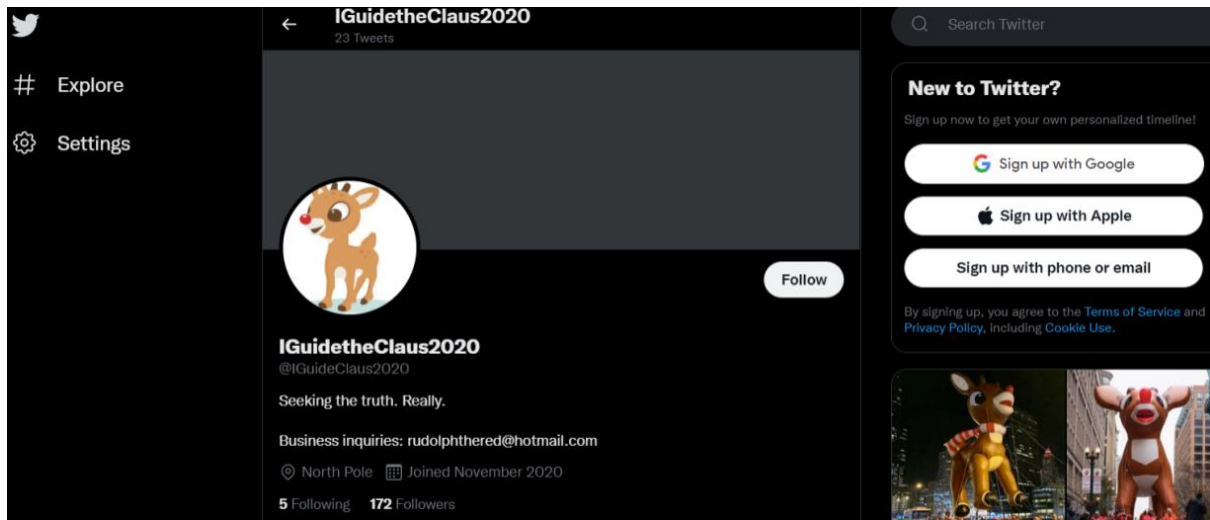 IGuidetheClaus2020
23 Tweets
Search Twitter
Explore
Settings
New to Twitter?
Sign up now to get your own personalized timeline!
Sign up with Google
Sign up with Apple
Sign up with phone or email
By signing up, you agree to the Terms of Service and
Privacy Policy, including Cookie Use.
Follow
IGuidetheClaus2020
@IGuideClaus2020
Seeking the truth. Really.
Business inquiries: rudolphthered@hotmail.com
North Pole Joined November 2020
5 Following 172 Followers